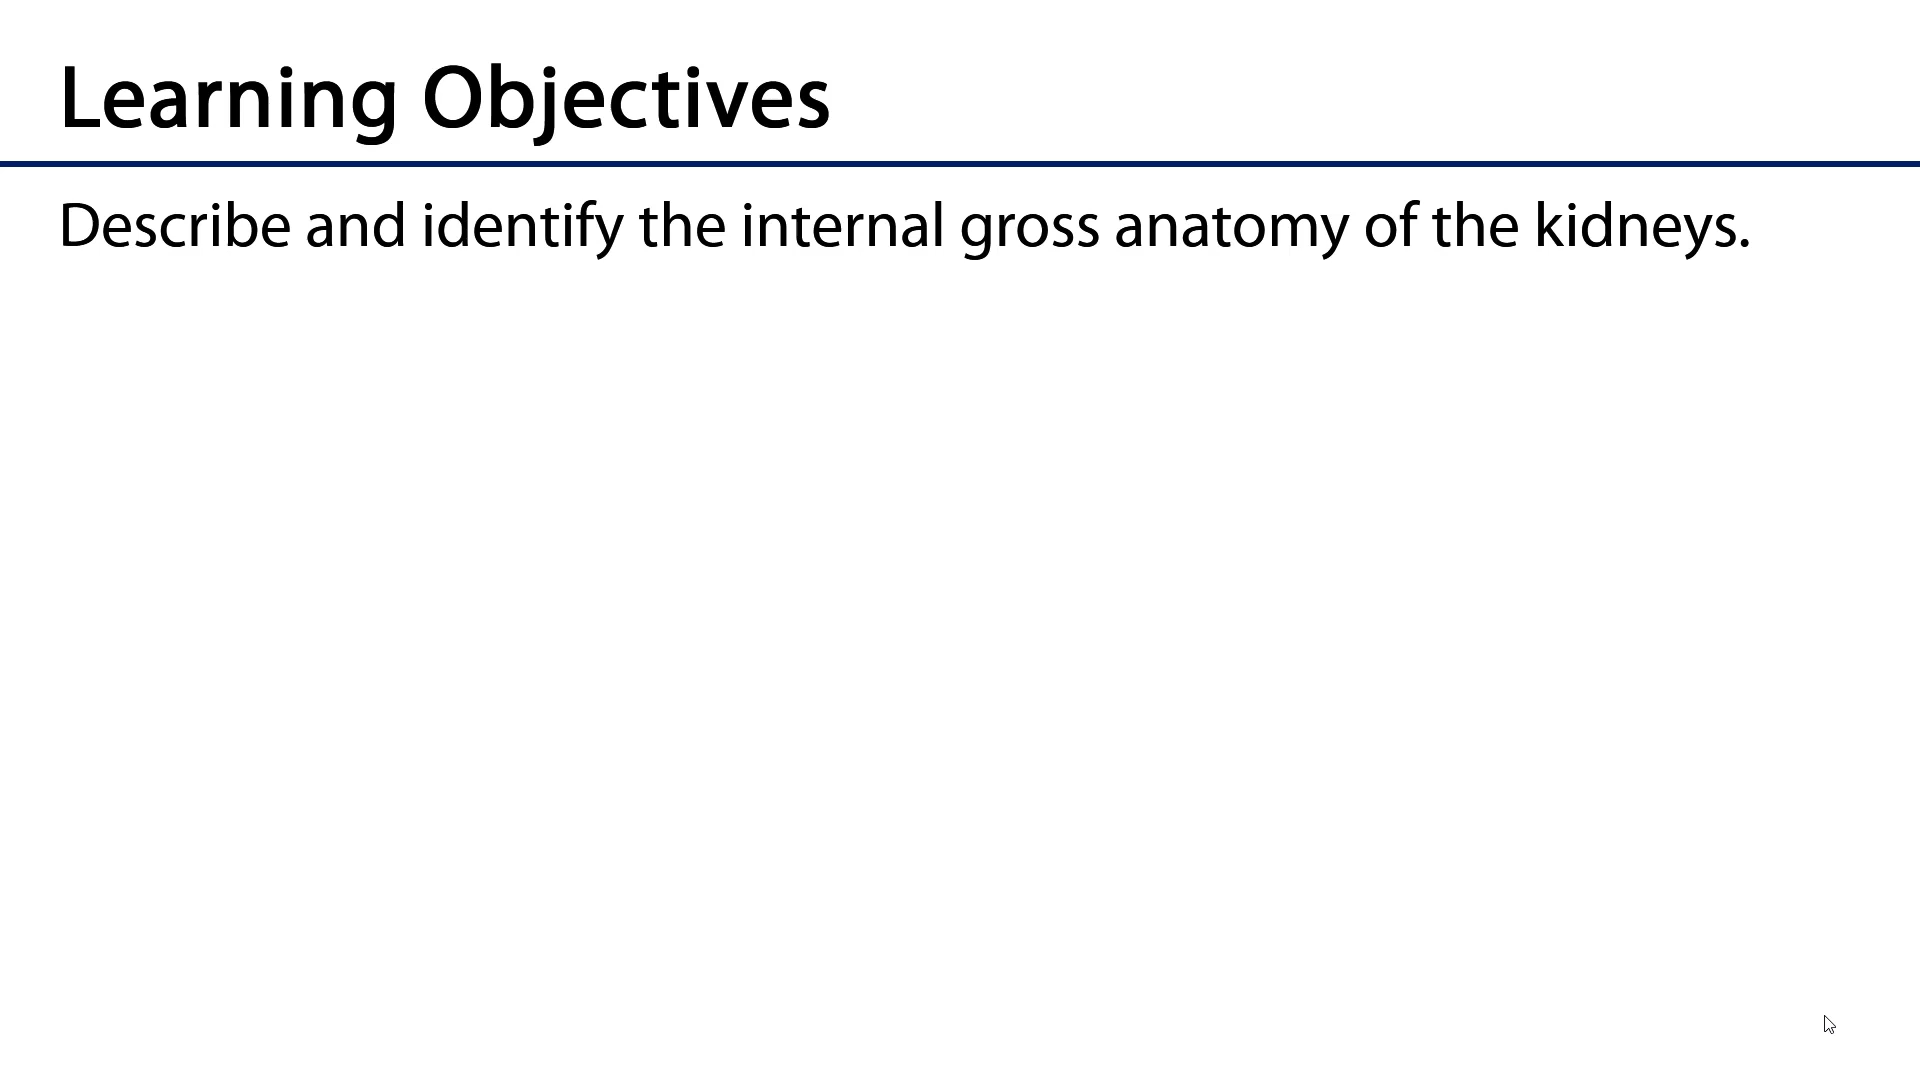 Learning Objectives
Describe and identify the internal gross anatomy of the kidneys.